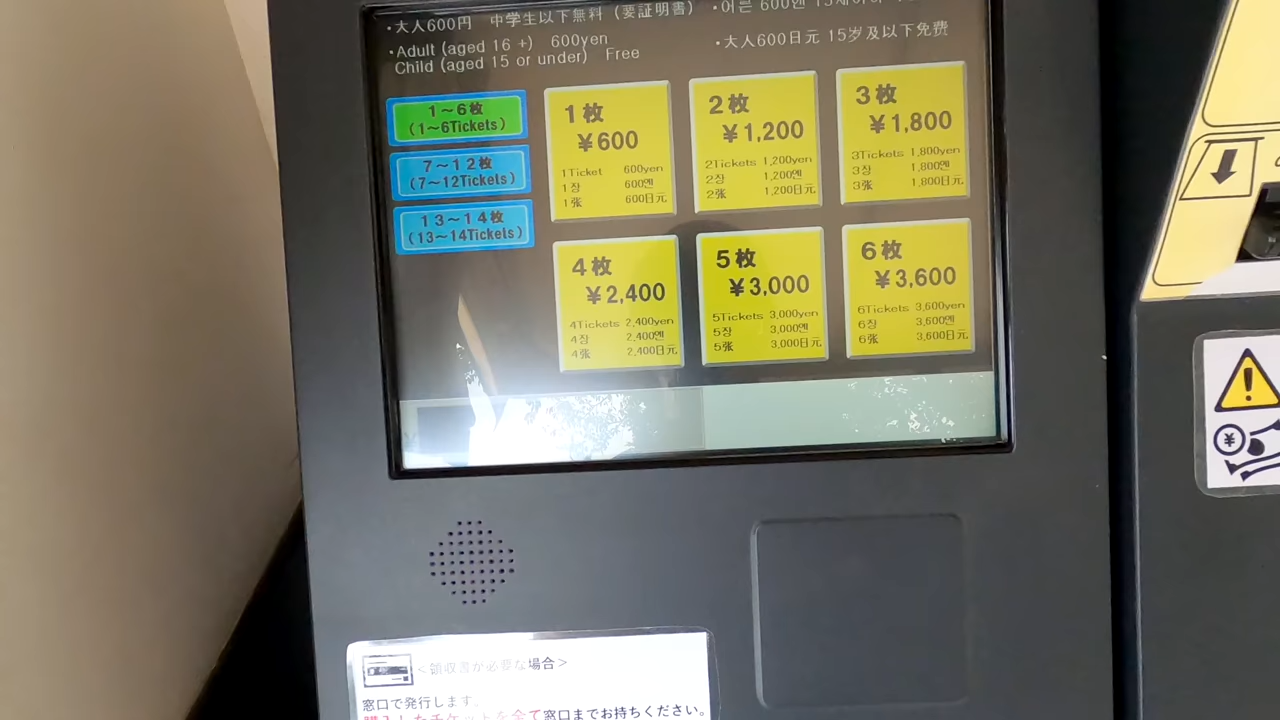 ・大人600円 中学生以下無料（要証明書）
・어른 600엔 15세
・Adult (aged 16 +) 600yen
Child (aged 15 or under) Free
・大人600日元 15岁及以下免费
1～6枚
(1～6Tickets)
7～12枚
(7～12Tickets)
13～14枚
(13～14Tickets)
1枚
¥600
1Ticket 600yen
1장 600엔
1張 600日元
2枚
¥1,200
2Tickets 1,200yen
2장 1,200엔
2張 1,200日元
3枚
¥1,800
3Tickets 1,800yen
3장 1,800엔
3張 1,800日元
4枚
¥2,400
4Tickets 2,400yen
4장 2,400엔
4張 2,400日元
5枚
¥3,000
5Tickets 3,000yen
5장 3,000엔
5張 3,000日元
6枚
¥3,600
6Tickets 3,600yen
6장 3,600엔
6張 3,600日元
¥
＜領収書が必要な場合＞
窓口で発行します。
購入したチケットを全て窓口までお持ちください。